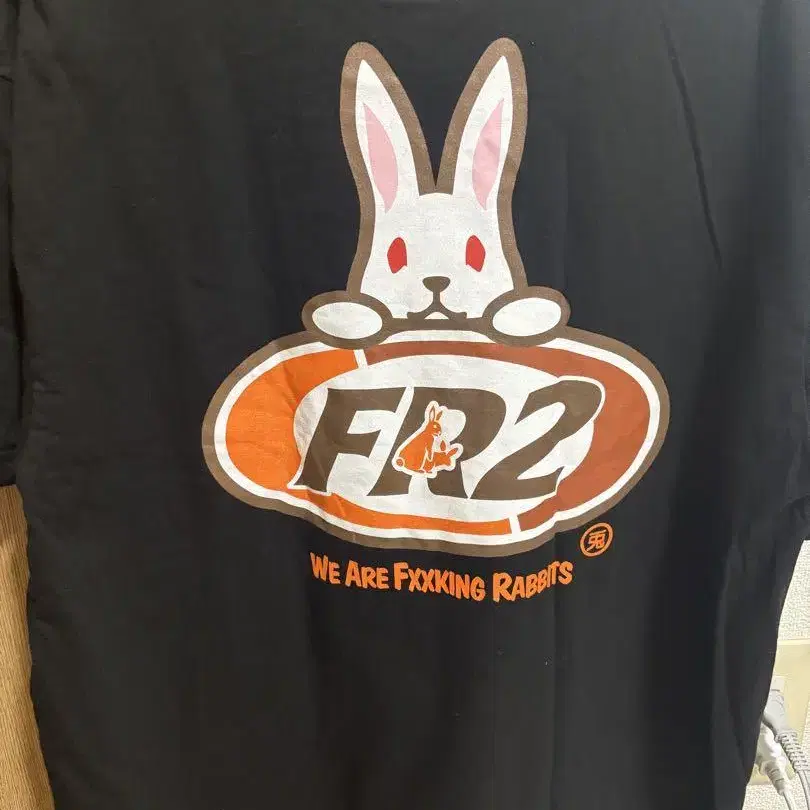 FR2
兎
WE ARE FXXKING RABBITS